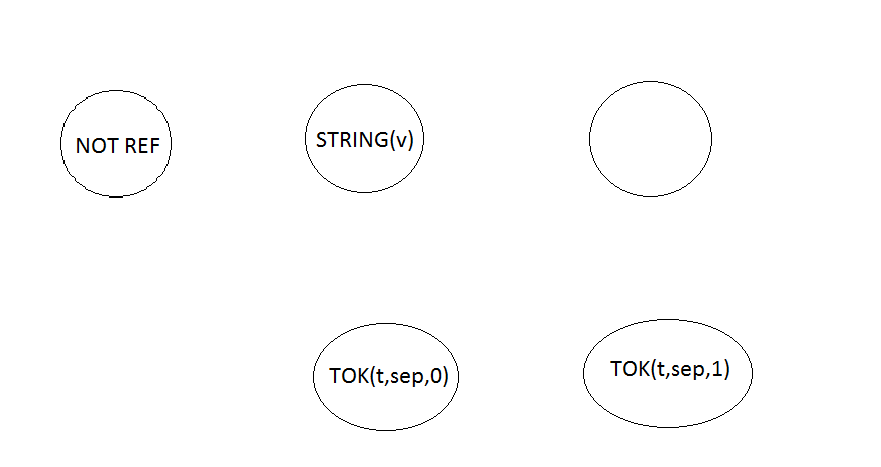 NOT REF
STRING(v)
TOK(t,sep,0)
TOK(t,sep,1)